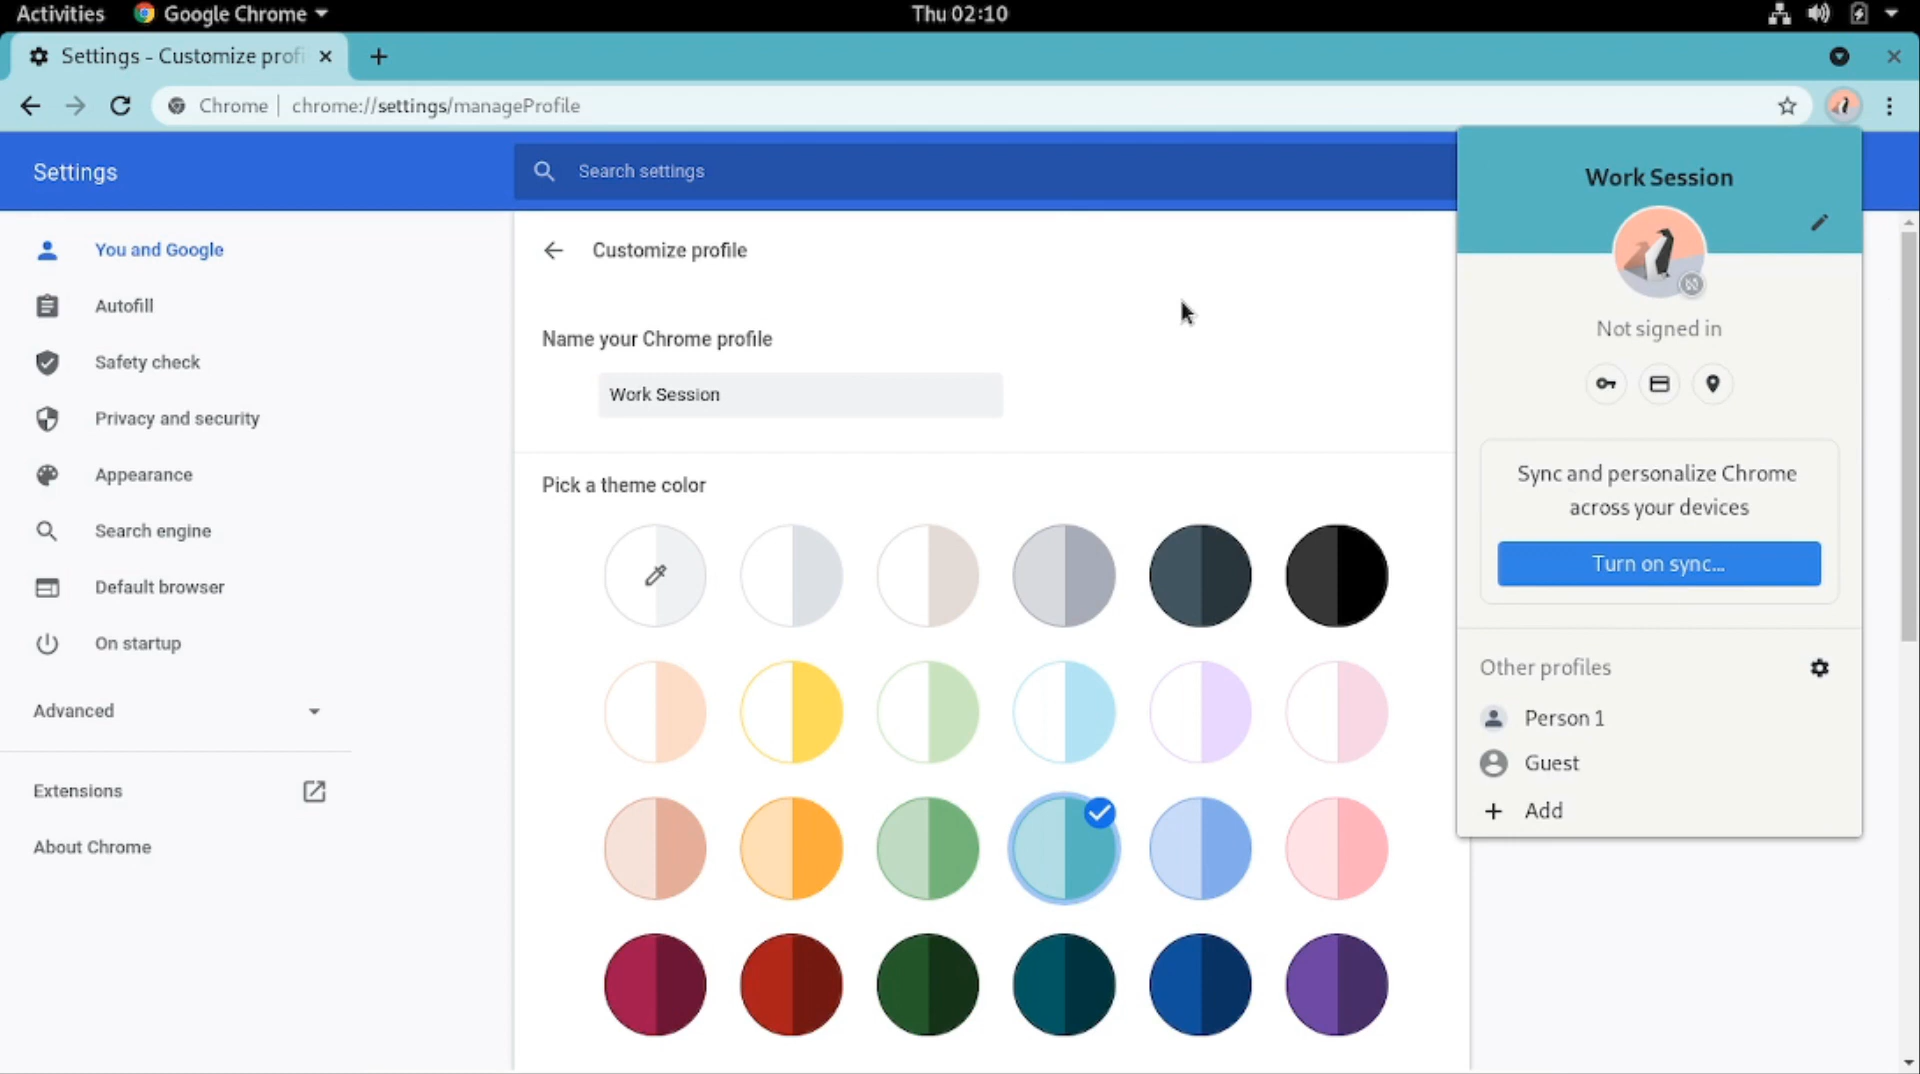 Activities
Google Chrome
Thu 02:10
Settings - Customize prof
Chrome
chrome://settings/manageProfile
Settings
Search settings
You and Google
Autofill
Safety check
Privacy and security
Appearance
Search engine
Default browser
On startup
Advanced
Extensions
About Chrome
Customize profile
Name your Chrome profile
Work Session
Pick a theme color
Work Session
Not signed in
Sync and personalize Chrome
across your devices
Turn on sync...
Other profiles
Person 1
Guest
Add